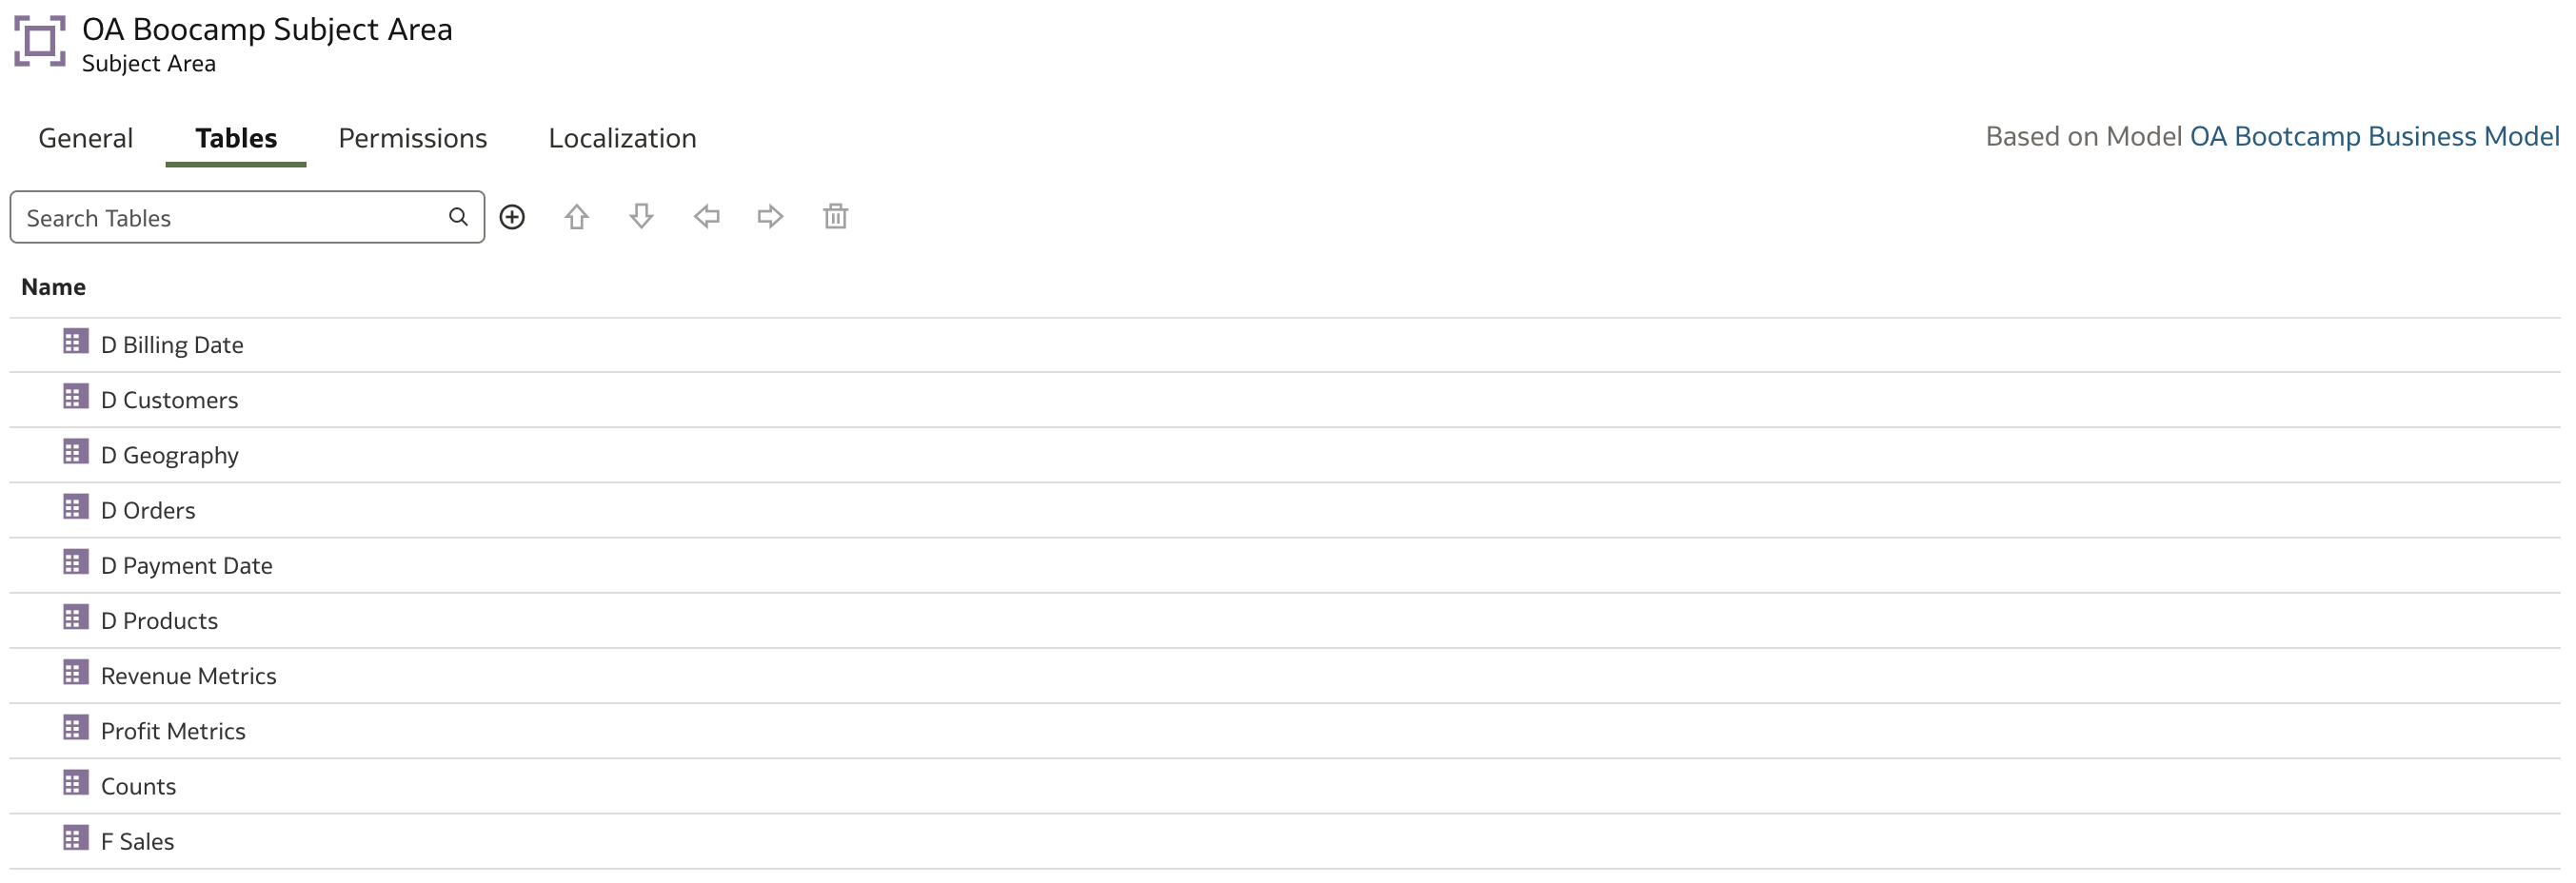 OA Boocamp Subject Area
Subject Area
General Tables Permissions Localization Based on Model OA Bootcamp Business Model
Search Tables
Name
D Billing Date
D Customers
D Geography
D Orders
D Payment Date
D Products
Revenue Metrics
Profit Metrics
Counts
F Sales